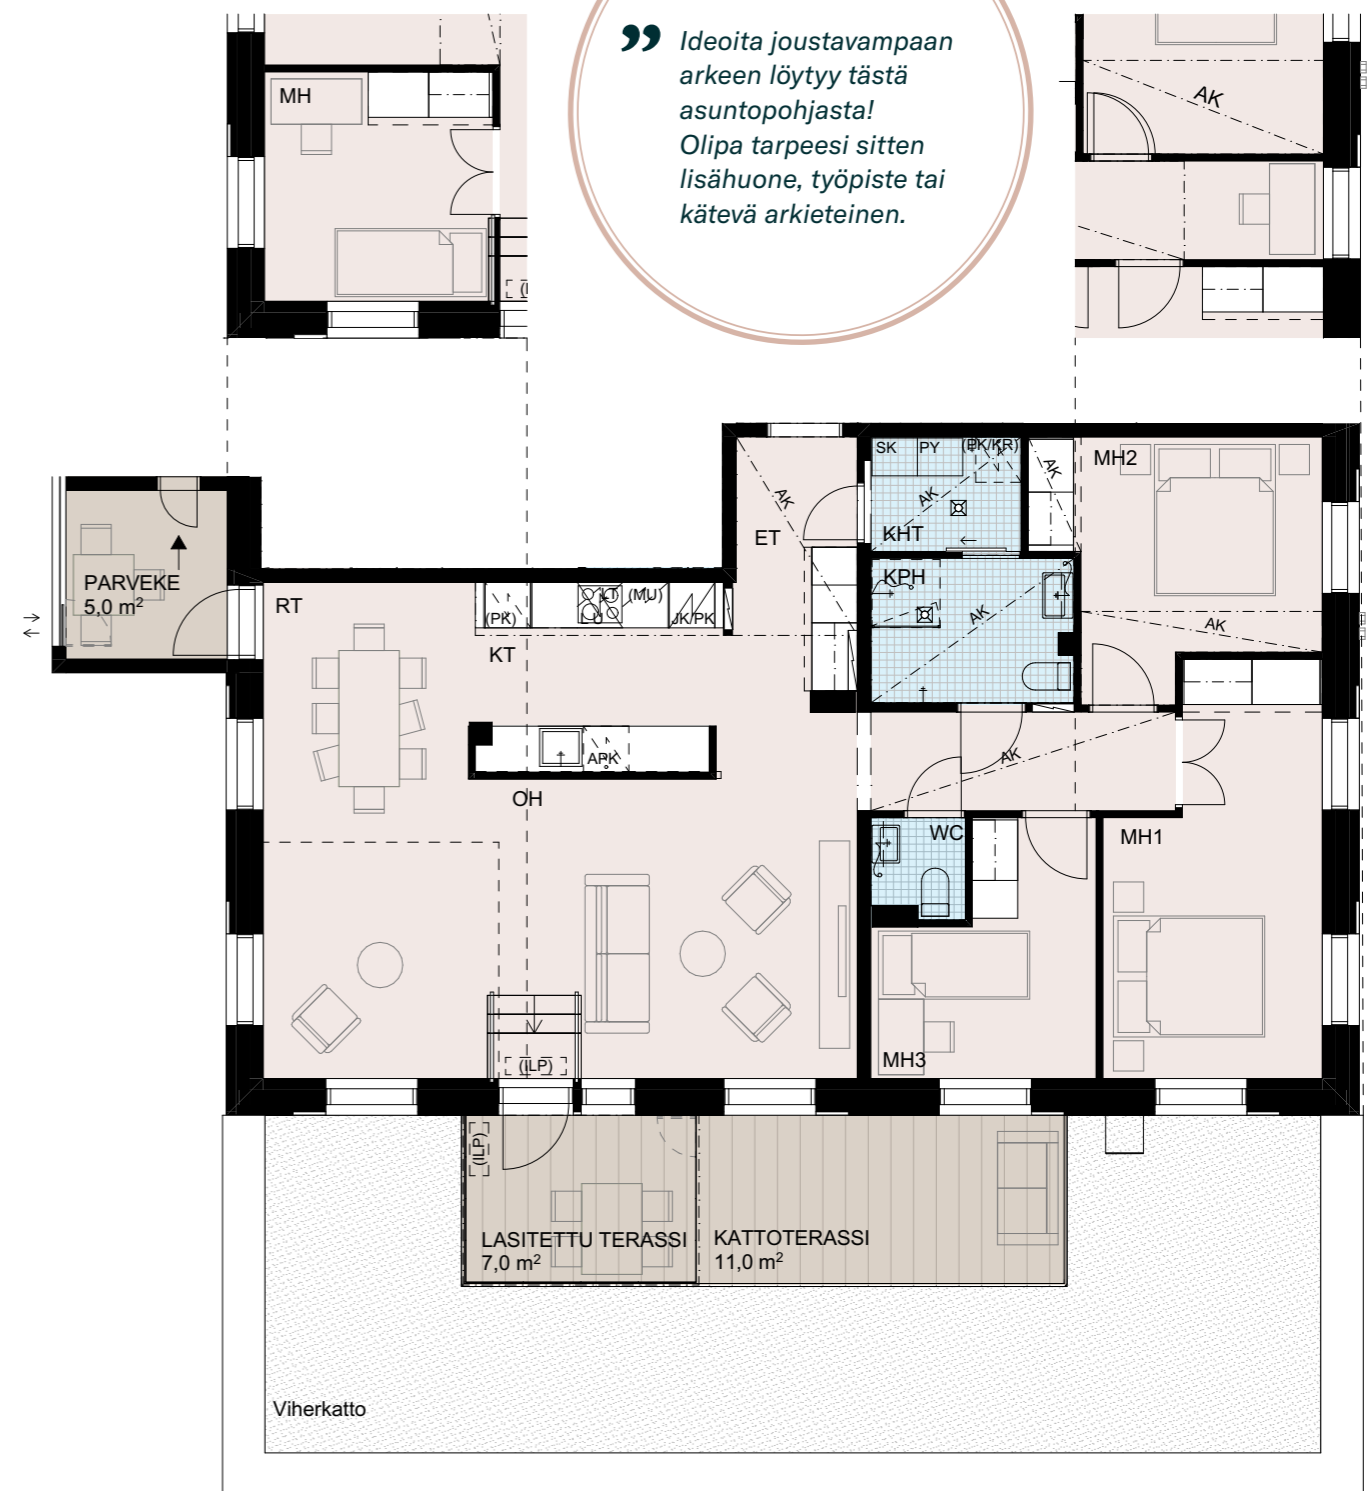 ” Ideoita joustavampaan
arkeen löytyy tästä
asuntopohjasta!
Olipa tarpeesi sitten
lisähuone, työpiste tai
kätevä arkieteinen.
MH
AK
SK PY (PK/KR)
AK
MH2
AK
AK
KHT
ET
KPH
AK
PARVEKE
5,0 m²
RT
(PK)
LU
LT
(MU)
JK/PK
AK
KT
APK
AK
OH
WC
MH1
MH3
(ILP)
(ILP)
LASITETTU TERASSI
7,0 m²
KATTOTERASSI
11,0 m²
Viherkatto